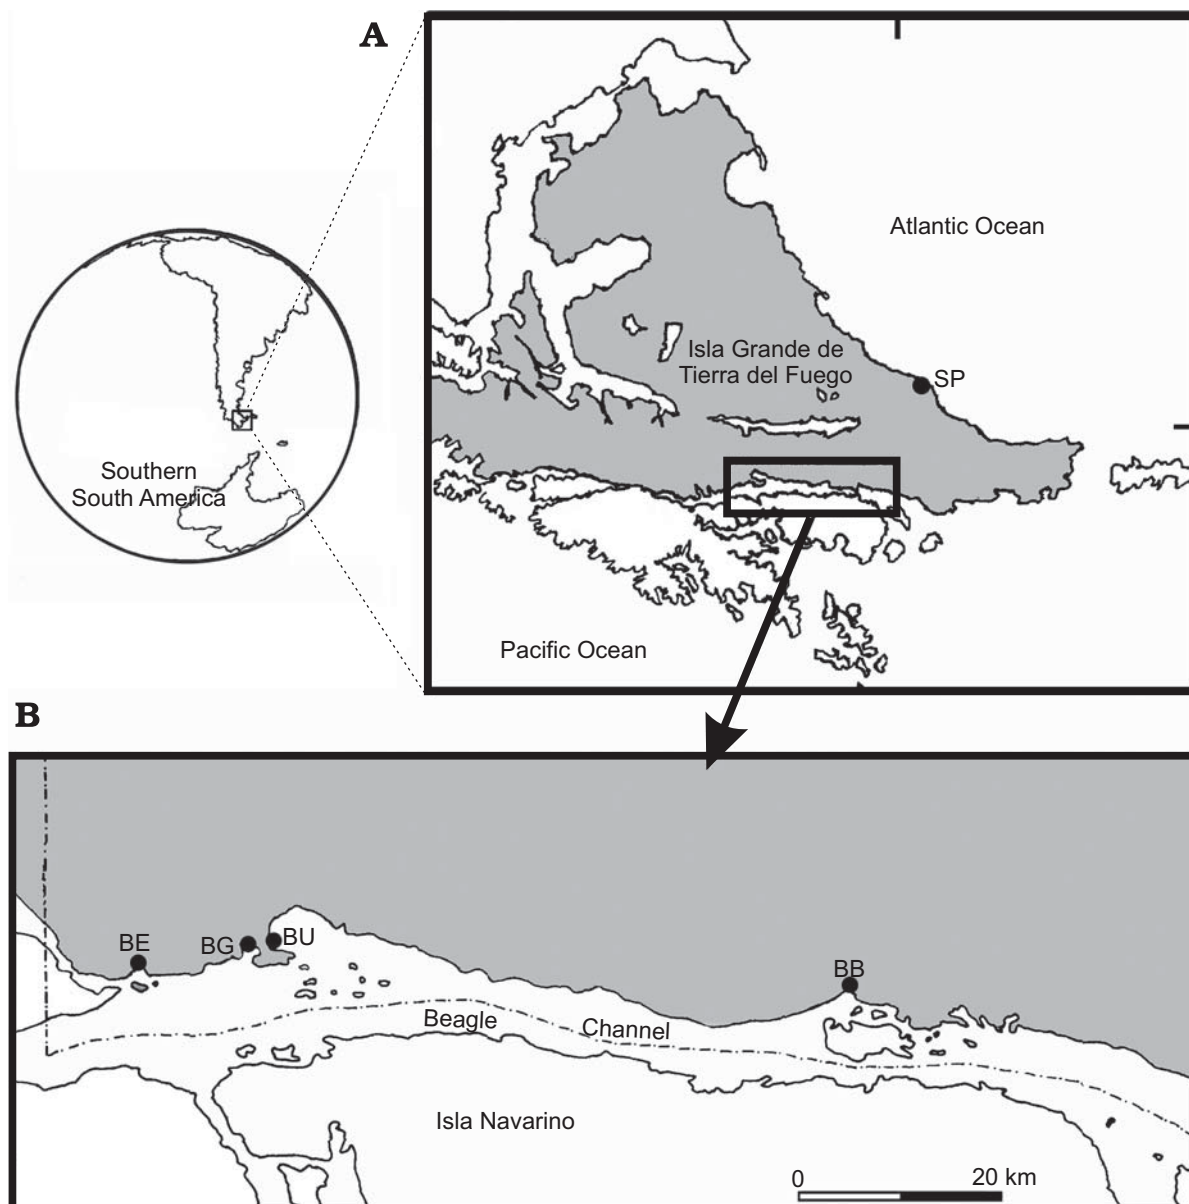 A
Atlantic Ocean
Isla Grande de
Tierra del Fuego
SP
Southern
South America
Pacific Ocean
B
BE
BG
BU
BB
Beagle
Channel
Isla Navarino
0
20 km